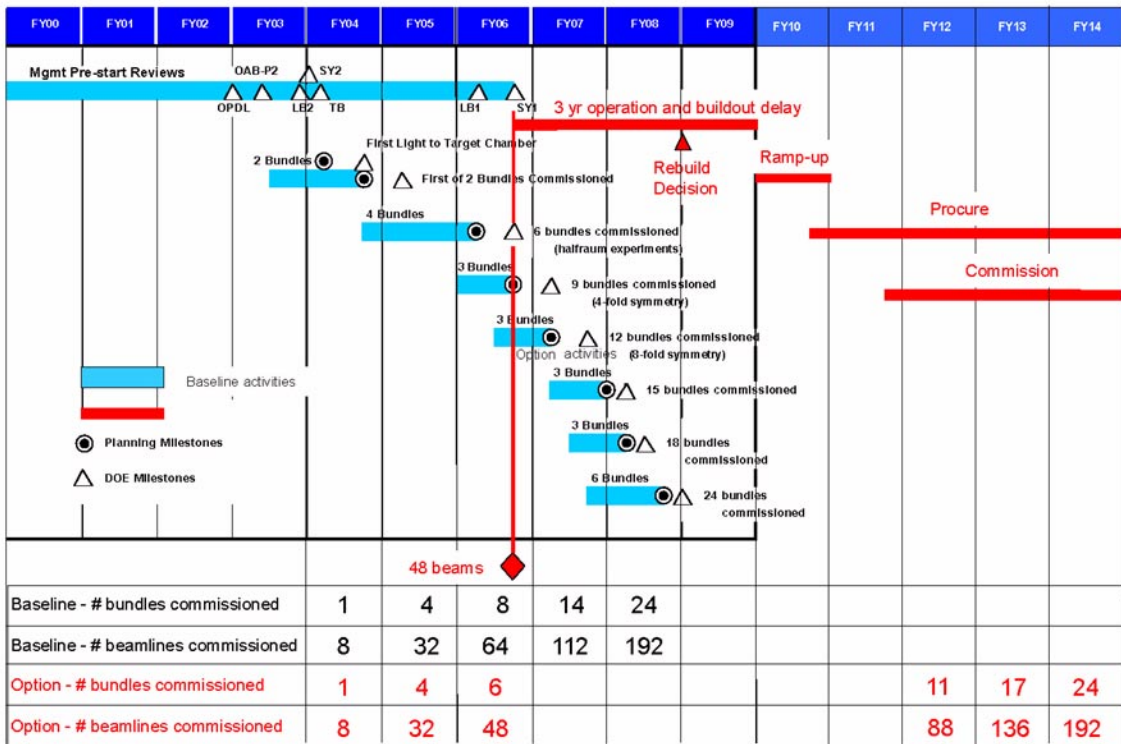 FY00 FY01 FY02 FY03 FY04 FY05 FY06 FY07 FY08 FY09 FY10 FY11 FY12 FY13 FY14
Mgmt Pre-start Reviews
OAB-P2
SY2
OPDL
LB2
TB
LB1
SY1
3 yr operation and buildout delay
First Light to Target Chamber
2 Bundles
First of 2 Bundles Commissioned
Rebuild
Decision
Ramp-up
4 Bundles
6 bundles commissioned
(halfraum experiments)
Procure
3 Bundles
9 bundles commissioned
(4-fold symmetry)
Commission
3 Bundles
12 bundles commissioned
Option activities
(8-fold symmetry)
3 Bundles
15 bundles commissioned
Baseline activities
3 Bundles
18 bundles
commissioned
Planning Milestones
6 Bundles
24 bundles
commissioned
DOE Milestones
48 beams
Baseline - # bundles commissioned 1 4 8 14 24
Baseline - # beamlines commissioned 8 32 64 112 192
Option - # bundles commissioned 1 4 6 11 17 24
Option - # beamlines commissioned 8 32 48 88 136 192